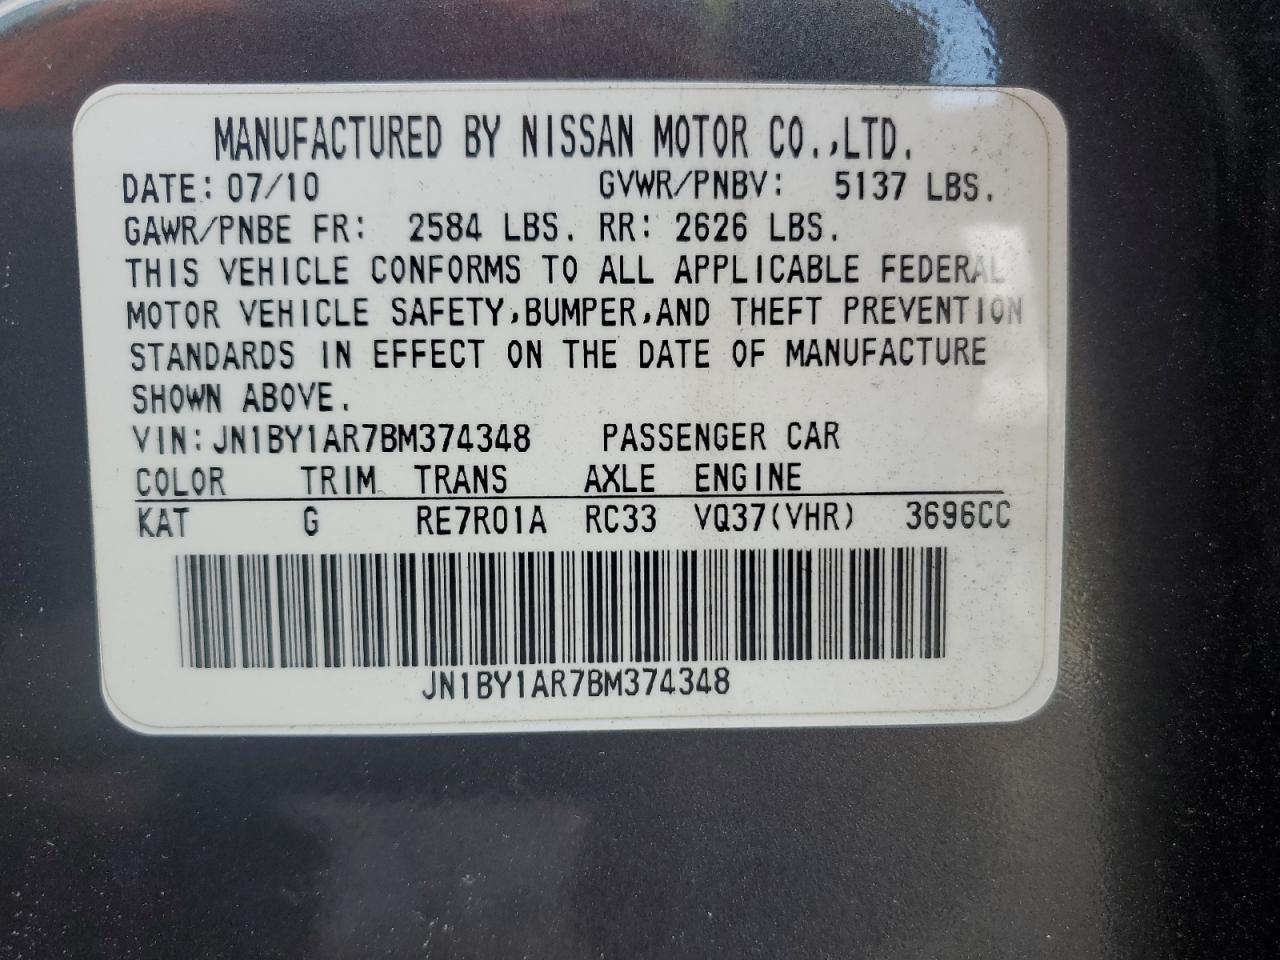 MANUFACTURED BY NISSAN MOTOR CO.,LTD.
DATE: 07/10 GVWR/PNBV: 5137 LBS.
GAWR/PNBE FR: 2584 LBS. RR: 2626 LBS.
THIS VEHICLE CONFORMS TO ALL APPLICABLE FEDERAL
MOTOR VEHICLE SAFETY,BUMPER,AND THEFT PREVENTION
STANDARDS IN EFFECT ON THE DATE OF MANUFACTURE
SHOWN ABOVE.
VIN: JN1BY1AR7BM374348 PASSENGER CAR
COLOR TRIM TRANS AXLE ENGINE
KAT G RE7R01A RC33 VQ37(VHR) 3696CC
JN1BY1AR7BM374348